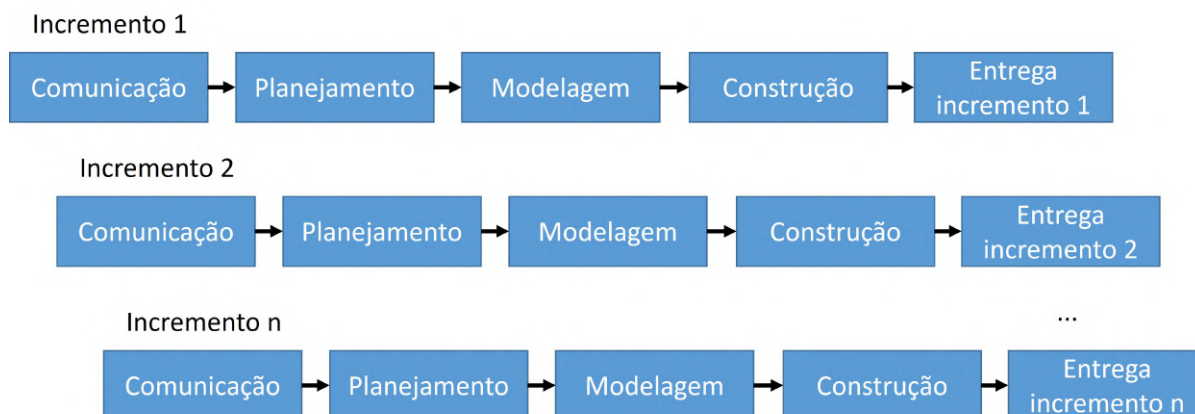 Incremento 1
Comunicação
Planejamento
Modelagem
Construção
Entrega
incremento 1
Incremento 2
Comunicação
Planejamento
Modelagem
Construção
Entrega
incremento 2
Incremento n
...
Comunicação
Planejamento
Modelagem
Construção
Entrega
incremento n